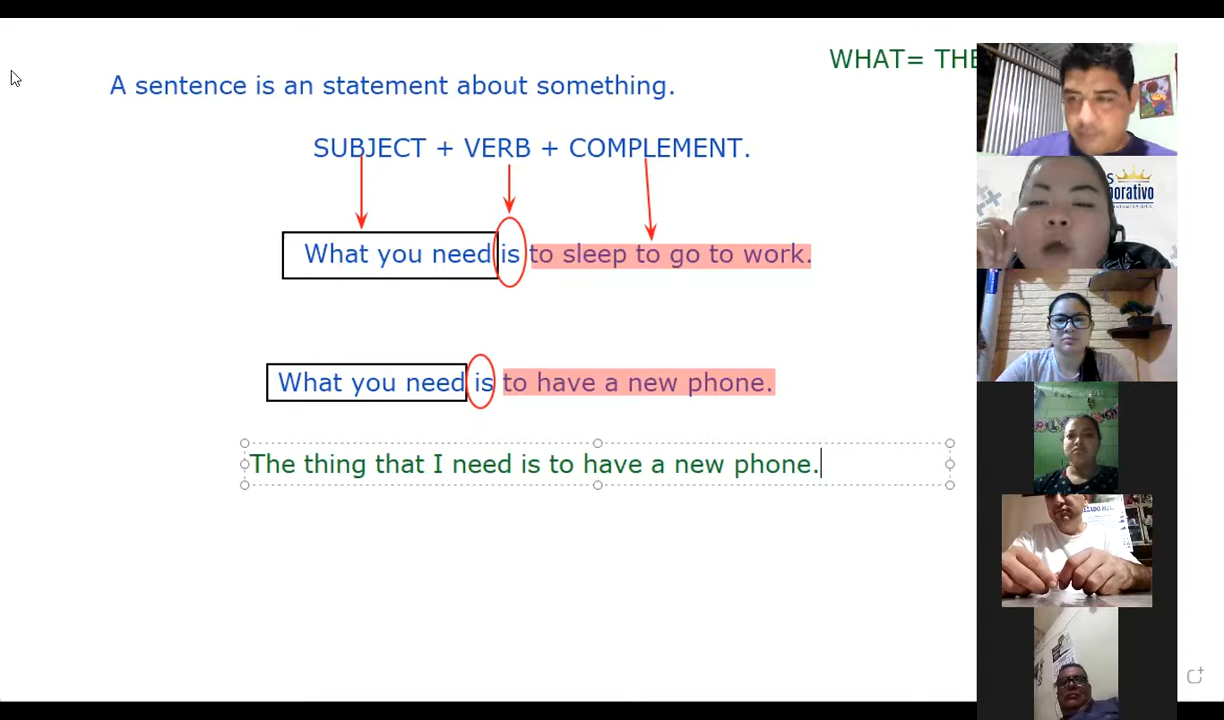 WHAT= THE
A sentence is an statement about something.
SUBJECT + VERB + COMPLEMENT.
What you need is to sleep to go to work.
What you need is to have a new phone.
The thing that I need is to have a new phone.